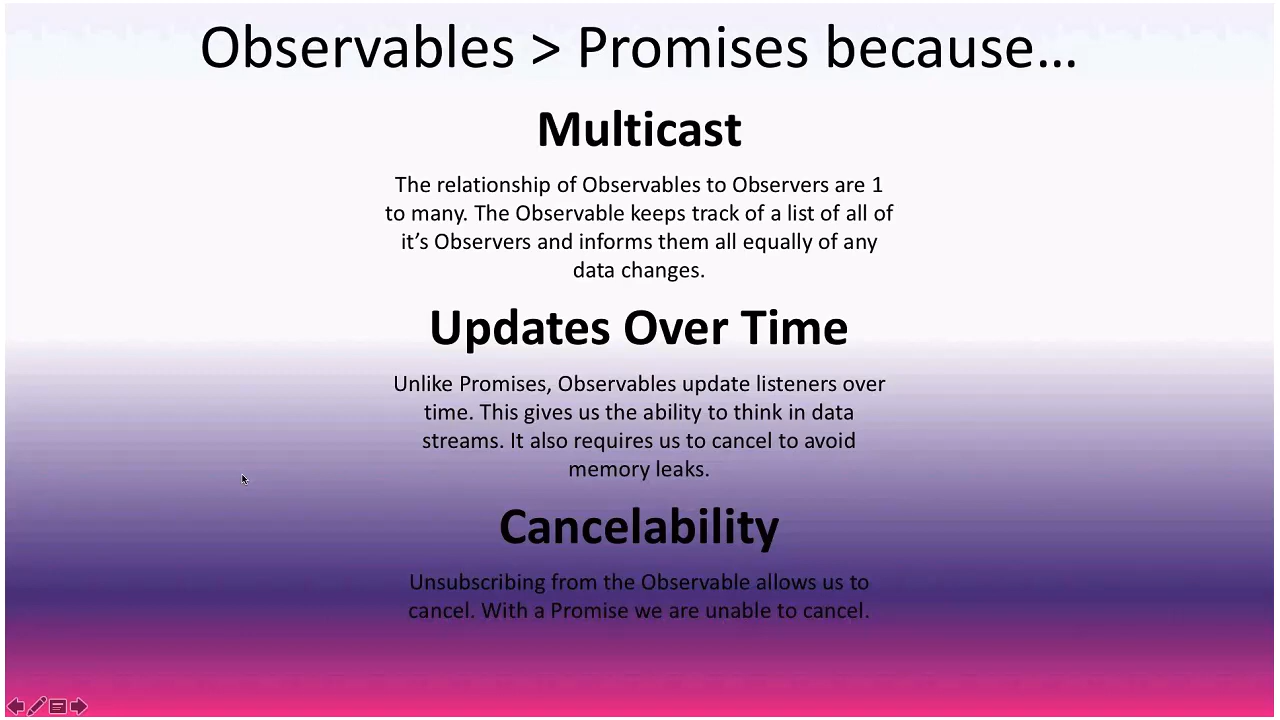 Observables > Promises because…
Multicast
The relationship of Observables to Observers are 1
to many. The Observable keeps track of a list of all of
it’s Observers and informs them all equally of any
data changes.
Updates Over Time
Unlike Promises, Observables update listeners over
time. This gives us the ability to think in data
streams. It also requires us to cancel to avoid
memory leaks.
Cancelability
Unsubscribing from the Observable allows us to
cancel. With a Promise we are unable to cancel.